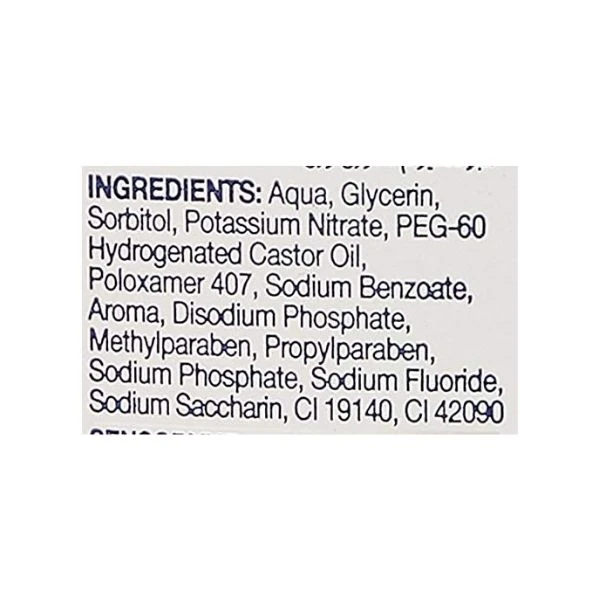 INGREDIENTS: Aqua, Glycerin,
Sorbitol, Potassium Nitrate, PEG-60
Hydrogenated Castor Oil,
Poloxamer 407, Sodium Benzoate,
Aroma, Disodium Phosphate,
Methylparaben, Propylparaben,
Sodium Phosphate, Sodium Fluoride,
Sodium Saccharin, CI 19140, CI 42090